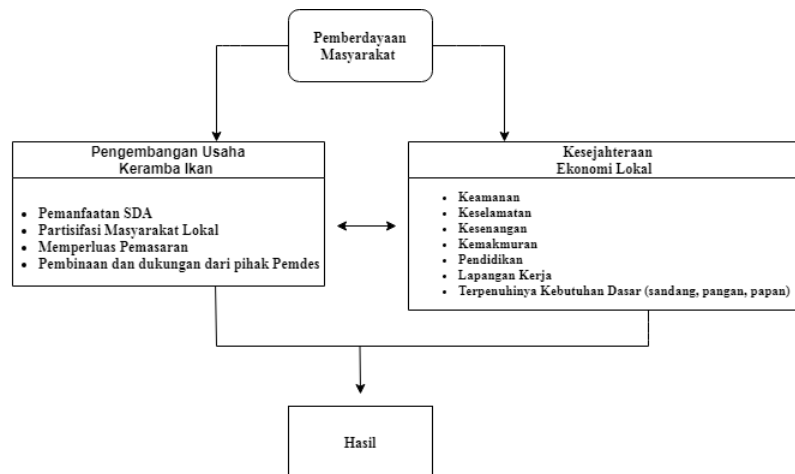 Pemberdayaan
Masyarakat
Pengembangan Usaha
Keramba Ikan
• Pemanfaatan SDA
• Partisifasi Masyarakat Lokal
• Memperluas Pemasaran
• Pembinaan dan dukungan dari pihak Pemdes
Kesejahteraan
Ekonomi Lokal
• Keamanan
• Keselamatan
• Kesenangan
• Kemakmuran
• Pendidikan
• Lapangan Kerja
• Terpenuhinya Kebutuhan Dasar (sandang, pangan, papan)
Hasil